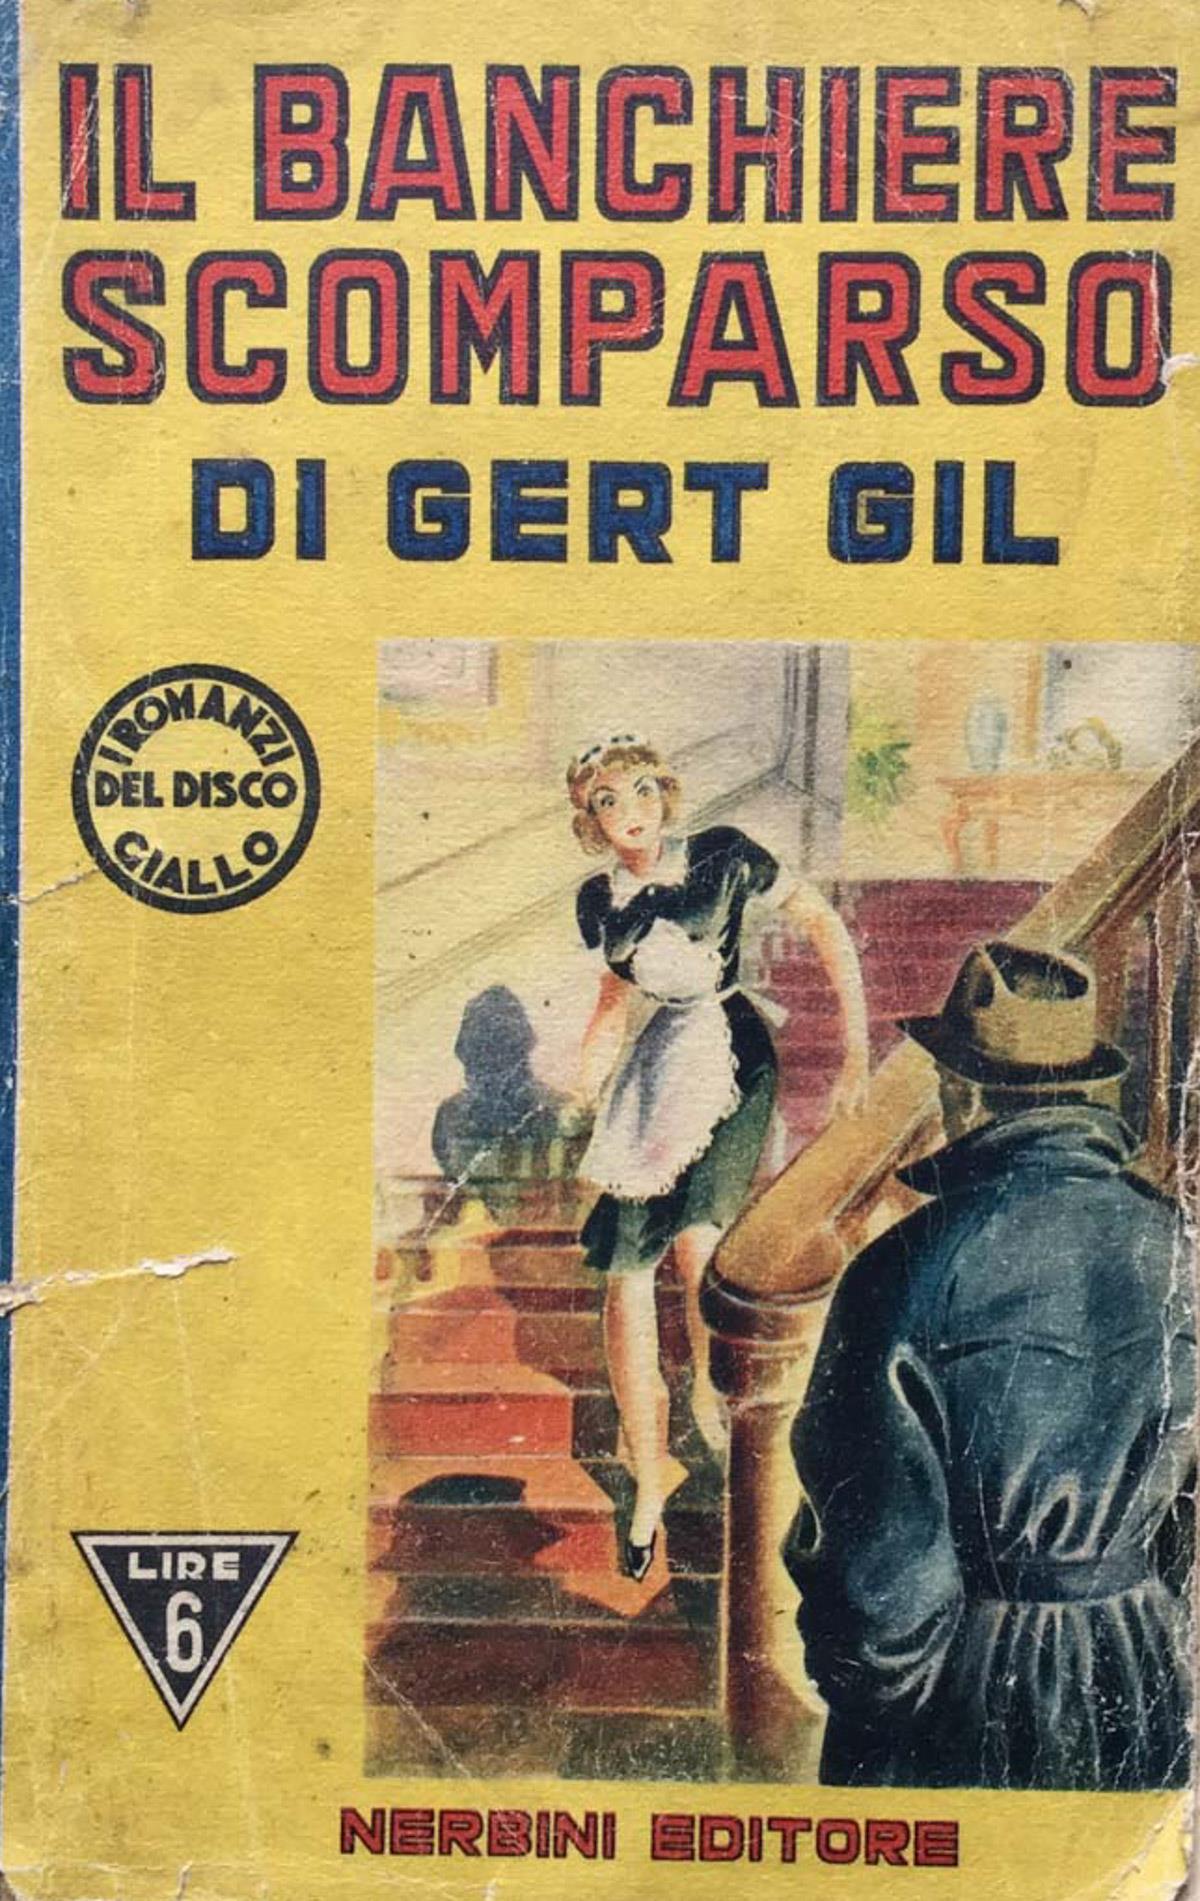 IL BANCHIERE
SCOMPARSO
DI GERT GIL
I ROMANZI
DEL DISCO
GIALLO
LIRE
6
NERBINI EDITORE